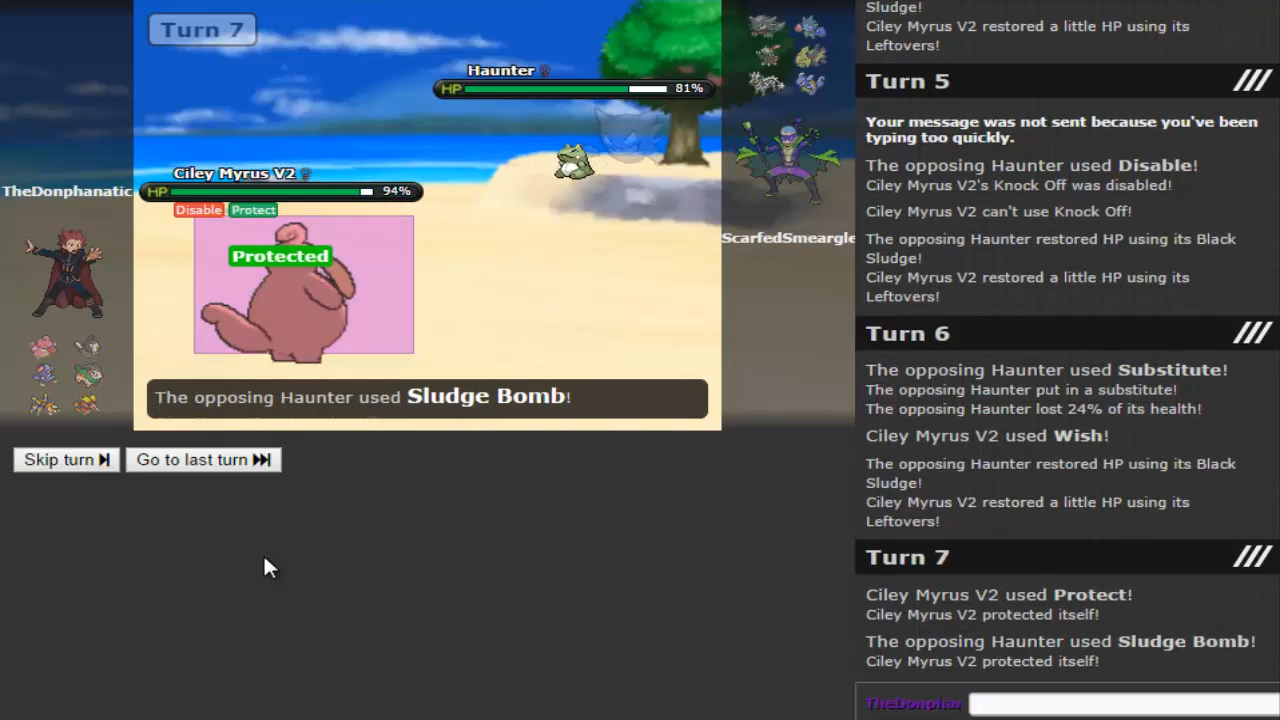 Turn 7
Haunter
HP 81%
Ciley Myrus V2
HP 94%
Disable Protect
Protected
TheDonphanatic
ScarfedSmeargle
The opposing Haunter used Sludge Bomb!
Skip turn
Go to last turn
Sludge!
Ciley Myrus V2 restored a little HP using its
Leftovers!
Turn 5
Your message was not sent because you've been
typing too quickly.
The opposing Haunter used Disable!
Ciley Myrus V2's Knock Off was disabled!
Ciley Myrus V2 can't use Knock Off!
The opposing Haunter restored HP using its Black
Sludge!
Ciley Myrus V2 restored a little HP using its
Leftovers!
Turn 6
The opposing Haunter used Substitute!
The opposing Haunter put in a substitute!
The opposing Haunter lost 24% of its health!
Ciley Myrus V2 used Wish!
The opposing Haunter restored HP using its Black
Sludge!
Ciley Myrus V2 restored a little HP using its
Leftovers!
Turn 7
Ciley Myrus V2 used Protect!
Ciley Myrus V2 protected itself!
The opposing Haunter used Sludge Bomb!
Ciley Myrus V2 protected itself!
TheDonphar